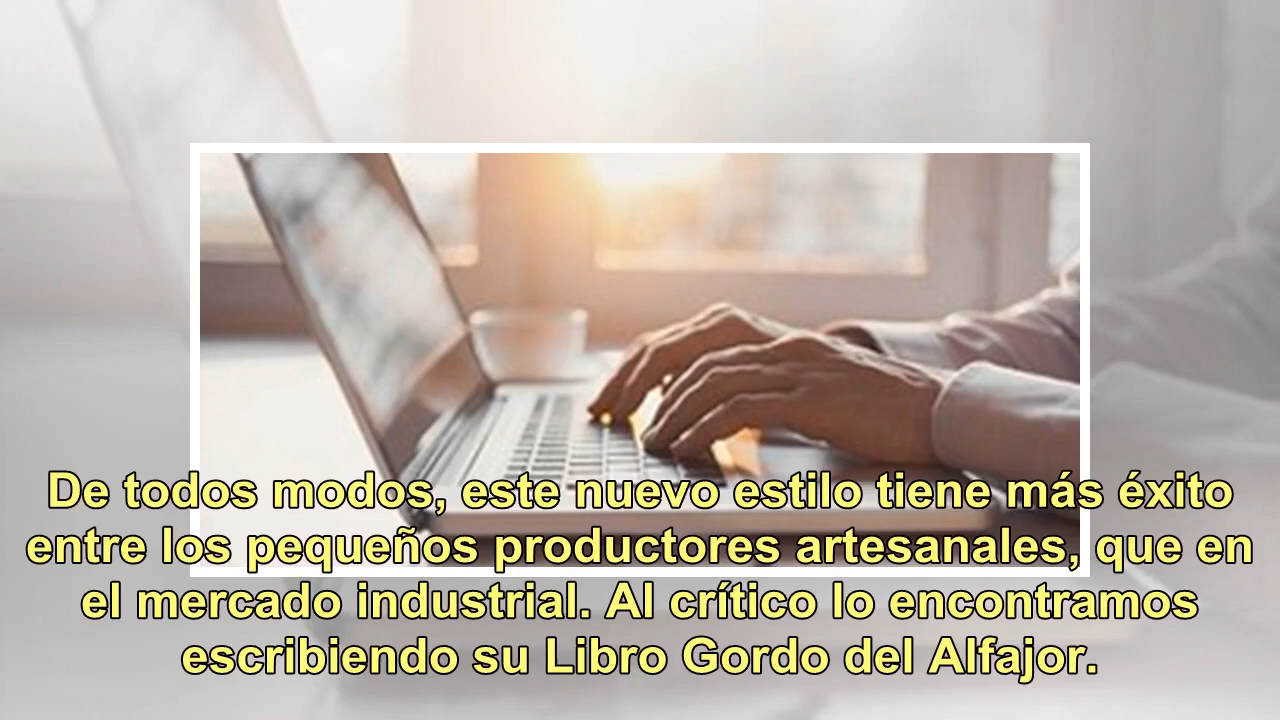 De todos modos, este nuevo estilo tiene más éxito
entre los pequeños productores artesanales, que en
el mercado industrial. Al crítico lo encontramos
escribiendo su Libro Gordo del Alfajor.